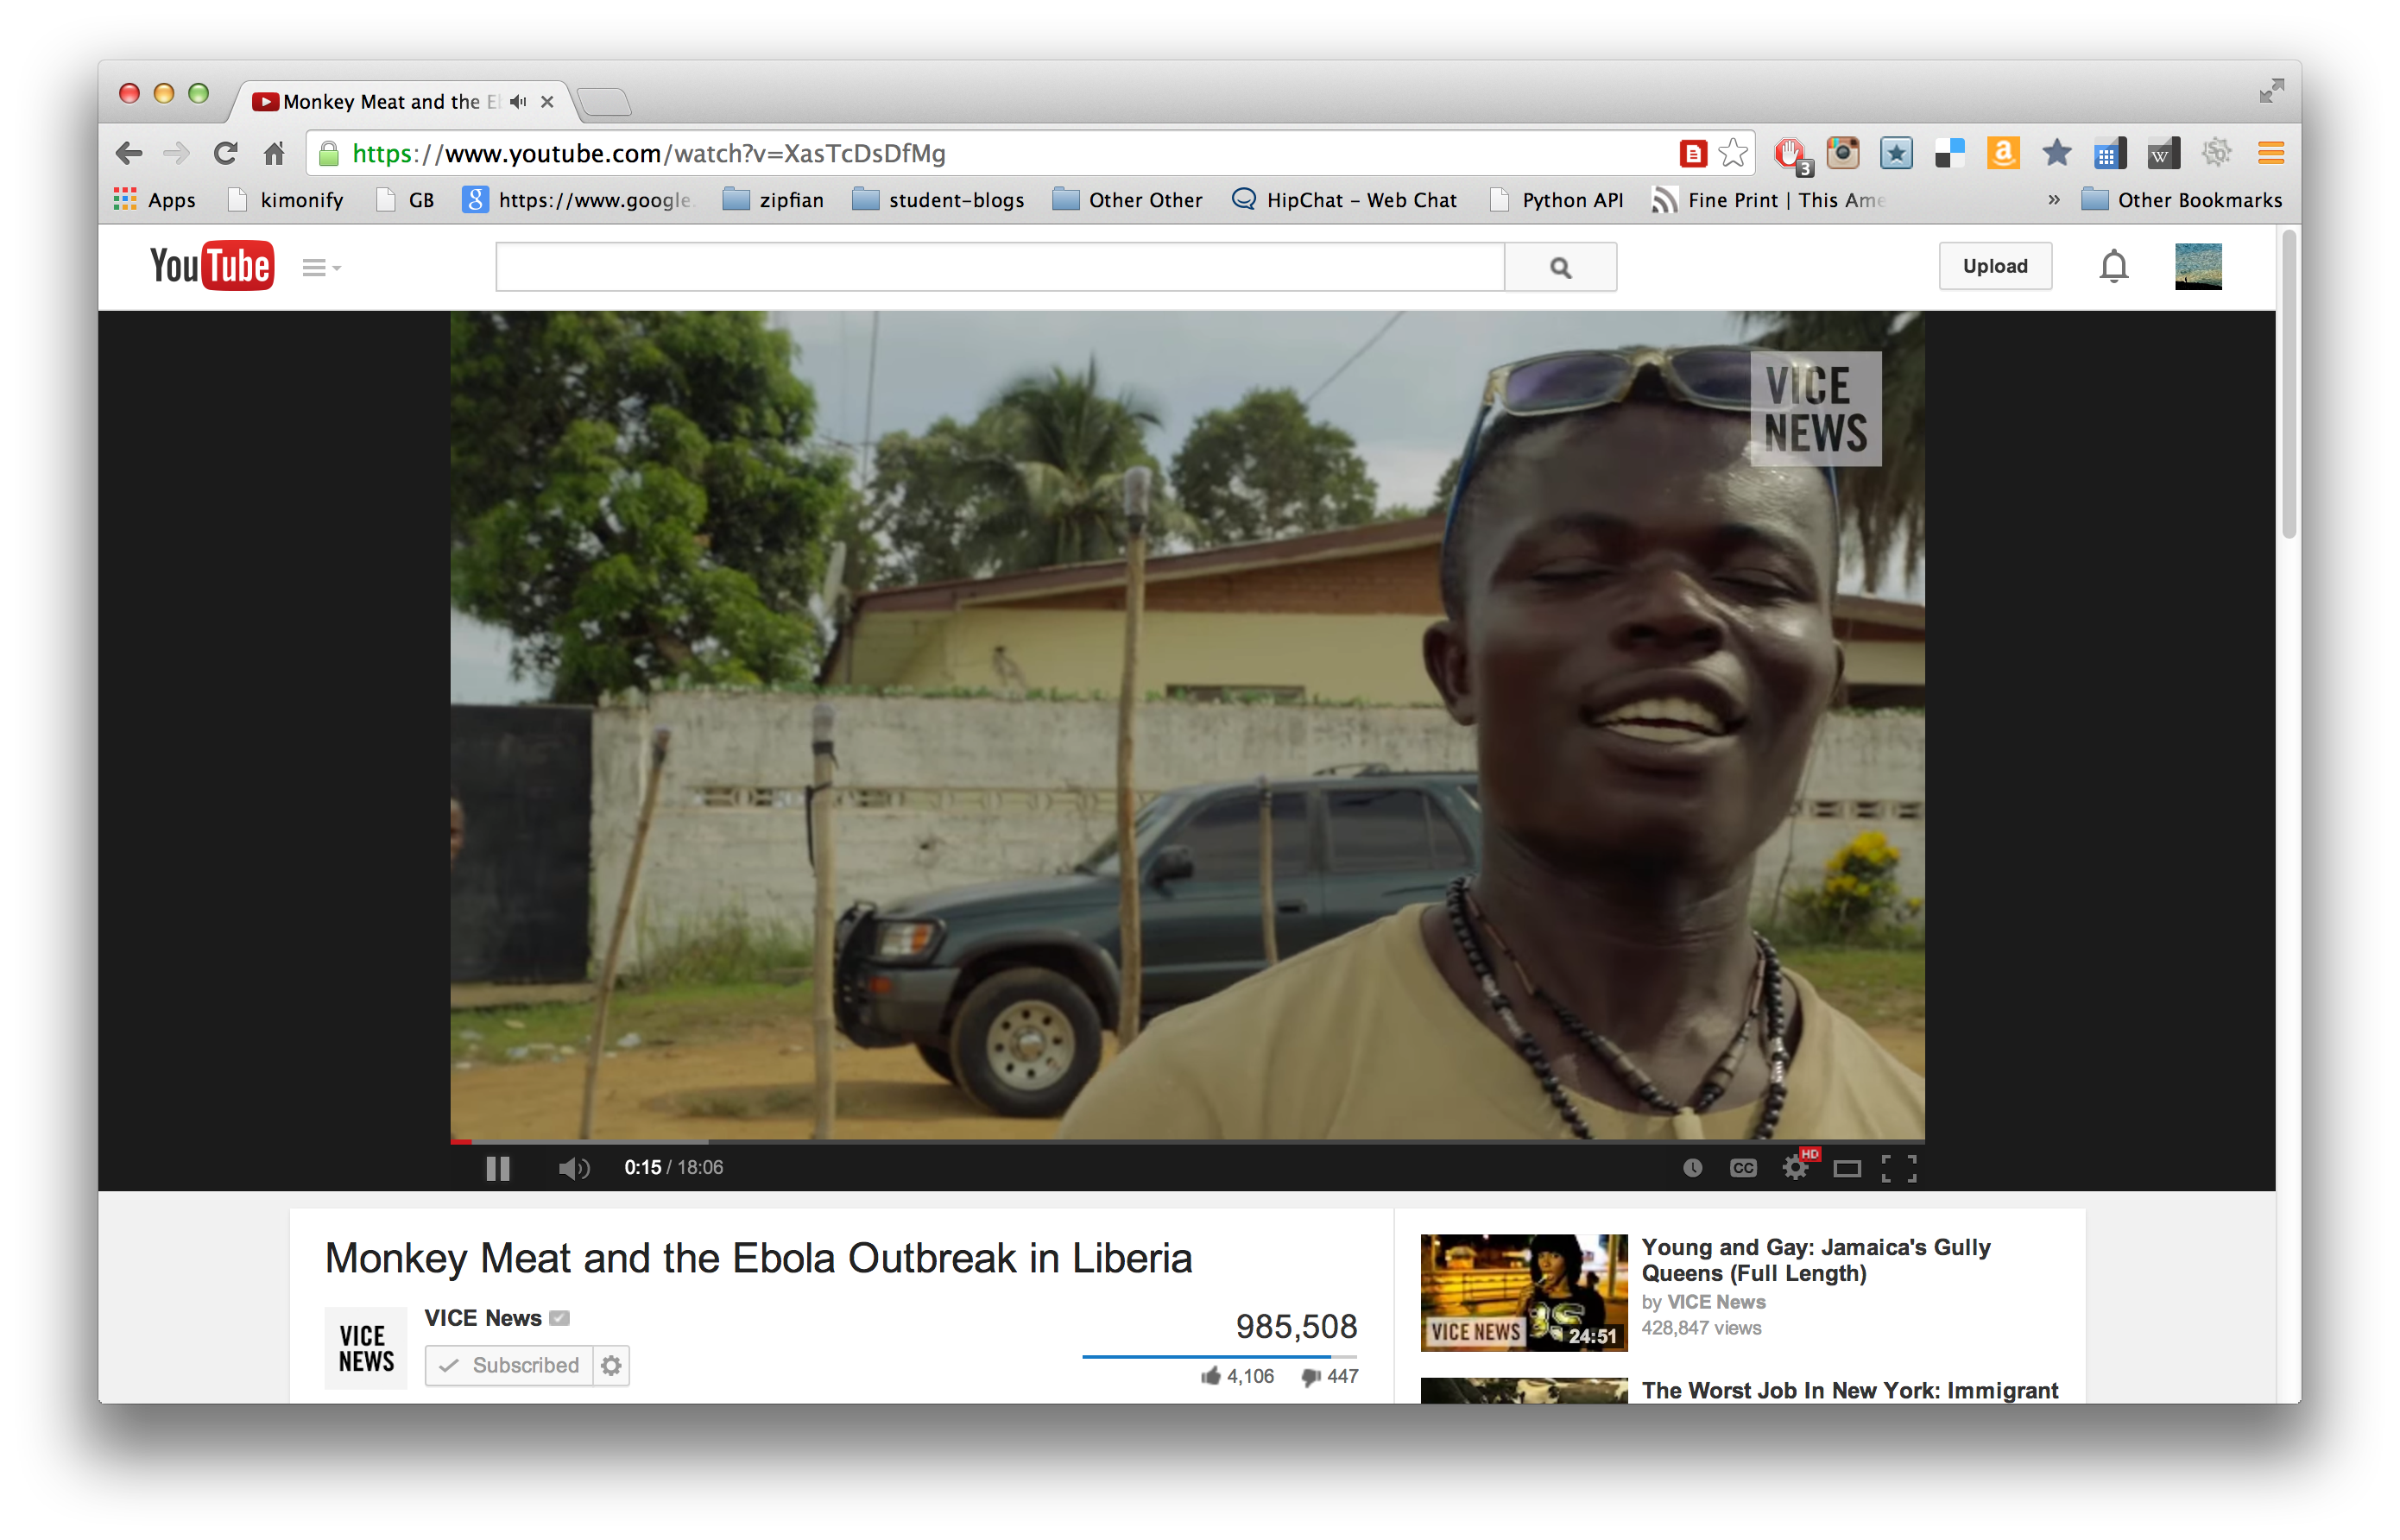 Monkey Meat and the E
https://www.youtube.com/watch?v=XasTcDsDfMg
3
a
W
Apps kimonify GB https://www.google. zipfian student-blogs Other Other HipChat – Web Chat Python API Fine Print | This Ame » Other Bookmarks
YouTube
Upload
VICE
NEWS
0:15 / 18:06
CC
HD
Monkey Meat and the Ebola Outbreak in Liberia
VICE
NEWS
VICE News
Subscribed
985,508
4,106 447
VICE NEWS 24:51
Young and Gay: Jamaica's Gully
Queens (Full Length)
by VICE News
428,847 views
The Worst Job In New York: Immigrant